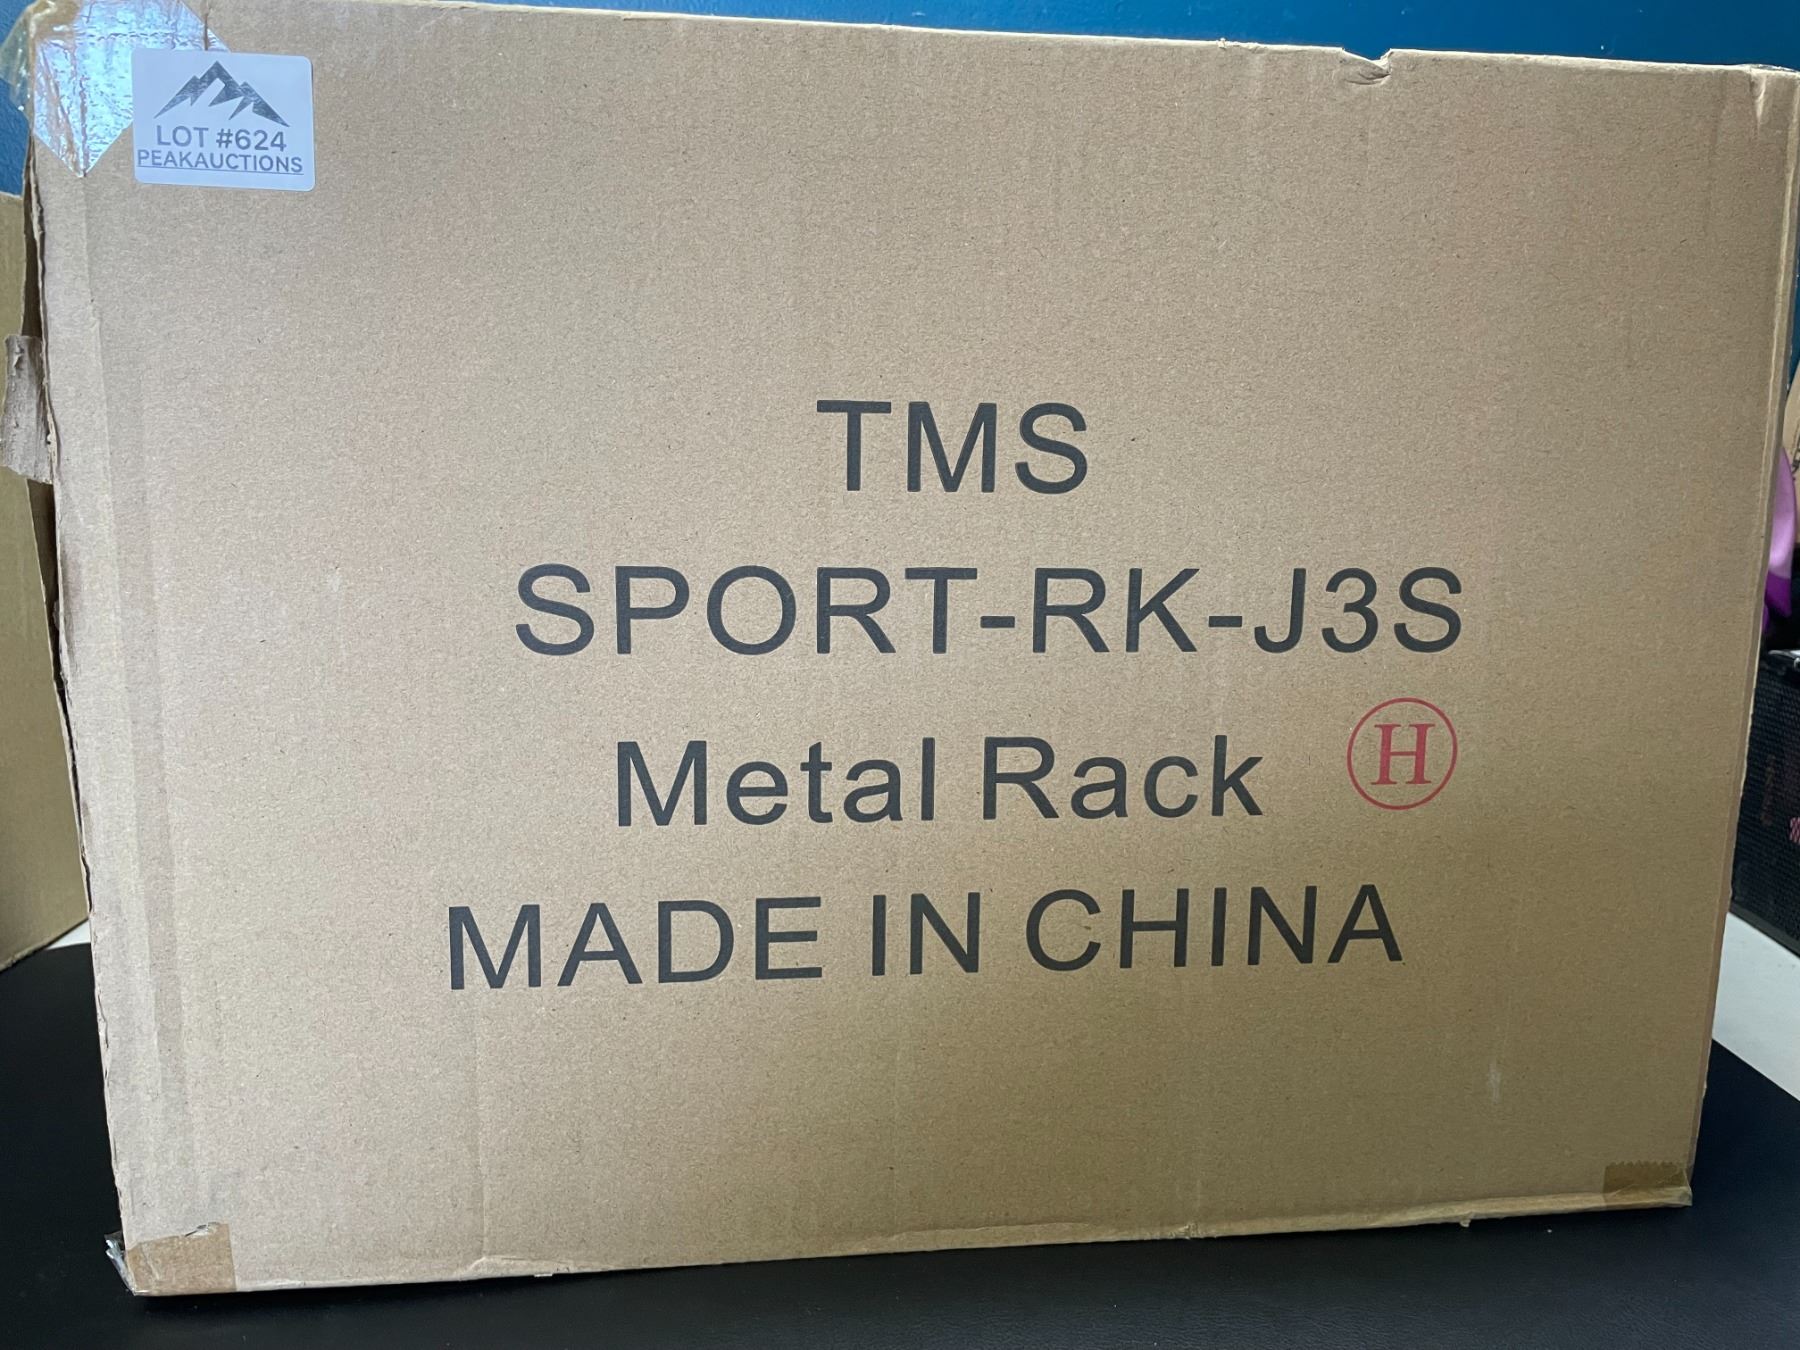 LOT #624
PEAKAUCTIONS
TMS
SPORT-RK-J3S
Metal Rack H
MADE IN CHINA